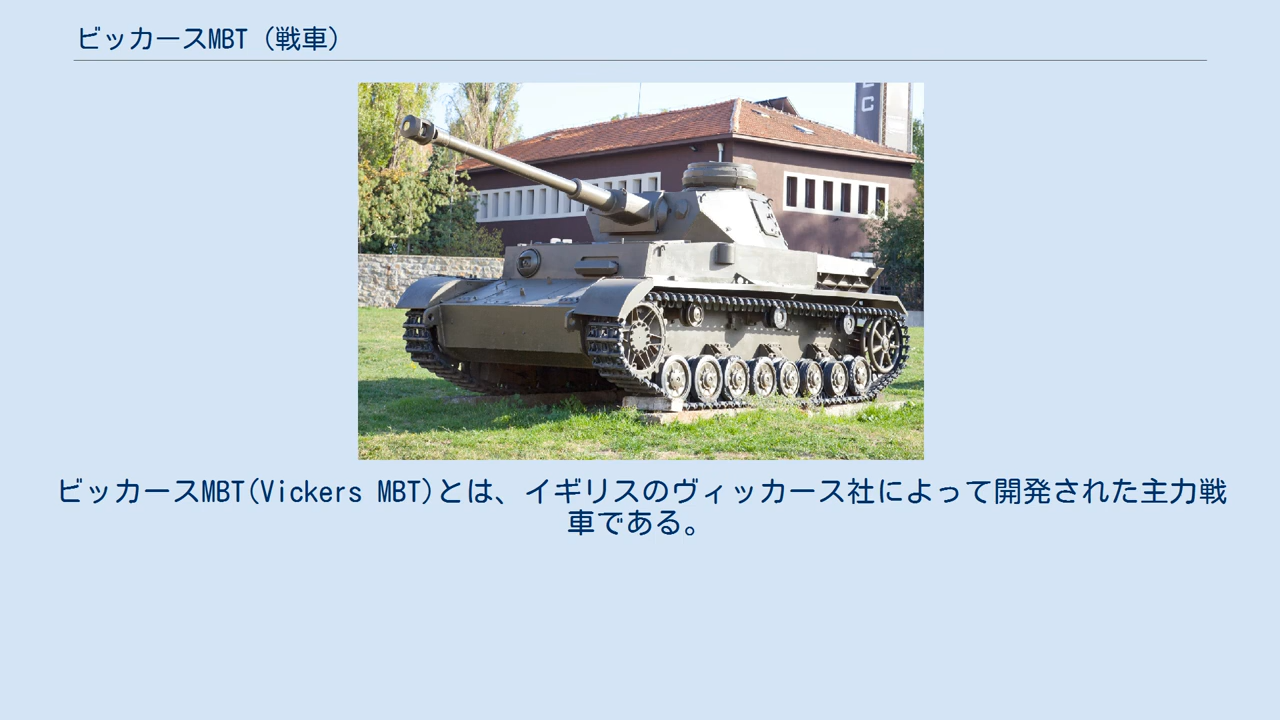 ビッカースMBT（戦車）
C
ビッカースMBT(Vickers MBT)とは、イギリスのヴィッカース社によって開発された主力戦
車である。